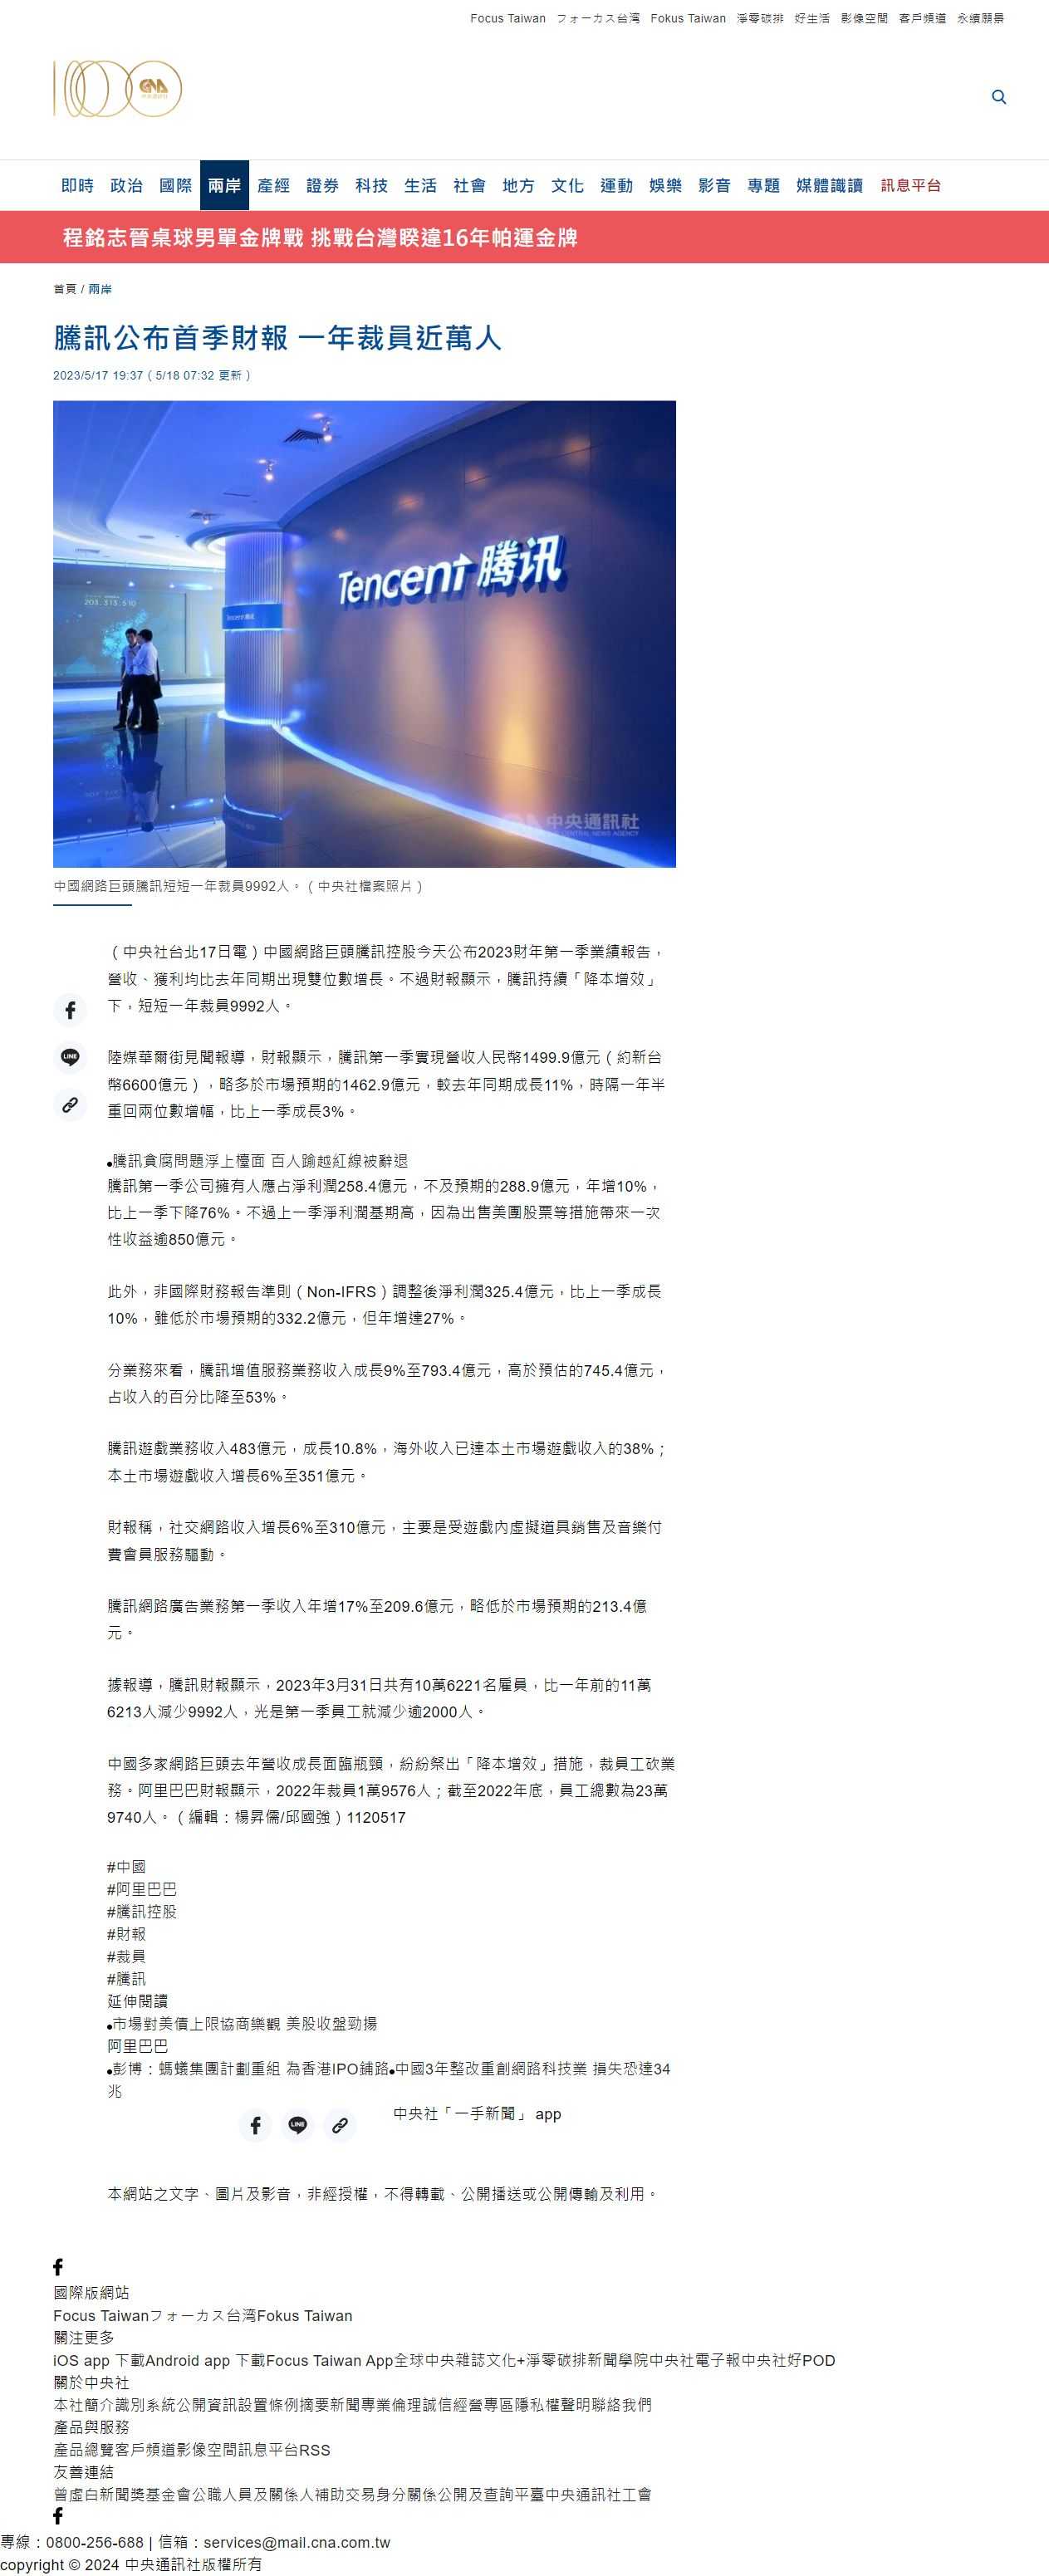 Focus Taiwan フォーカス台湾 Fokus Taiwan 淨零碳排 好生活 影像空間 客戶頻道 永續願景
100 CNA
即時 政治 國際 兩岸 產經 證券 科技 生活 社會 地方 文化 運動 娛樂 影音 專題 媒體識讀 訊息平台
程銘志晉桌球男單金牌戰 挑戰台灣睽違16年帕運金牌
首頁 / 兩岸
騰訊公布首季財報 一年裁員近萬人
2023/5/17 19:37（5/18 07:32 更新）
Tencent 腾讯
Tencent 腾讯
中央通訊社
CENTRAL NEWS AGENCY
中國網路巨頭騰訊短短一年裁員9992人。（中央社檔案照片）
（中央社台北17日電）中國網路巨頭騰訊控股今天公布2023財年第一季業績報告，
營收、獲利均比去年同期出現雙位數增長。不過財報顯示，騰訊持續「降本增效」
下，短短一年裁員9992人。
陸媒華爾街見聞報導，財報顯示，騰訊第一季實現營收人民幣1499.9億元（約新台
幣6600億元），略多於市場預期的1462.9億元，較去年同期成長11%，時隔一年半
重回兩位數增幅，比上一季成長3%。
LINE
●騰訊貪腐問題浮上檯面 百人踰越紅線被辭退
騰訊第一季公司擁有人應占淨利潤258.4億元，不及預期的288.9億元，年增10%，
比上一季下降76%。不過上一季淨利潤基期高，因為出售美團股票等措施帶來一次
性收益逾850億元。
此外，非國際財務報告準則（Non-IFRS）調整後淨利潤325.4億元，比上一季成長
10%，雖低於市場預期的332.2億元，但年增達27%。
分業務來看，騰訊增值服務業務收入成長9%至793.4億元，高於預估的745.4億元，
占收入的百分比降至53%。
騰訊遊戲業務收入483億元，成長10.8%，海外收入已達本土市場遊戲收入的38%；
本土市場遊戲收入增長6%至351億元。
財報稱，社交網路收入增長6%至310億元，主要是受遊戲內虛擬道具銷售及音樂付
費會員服務驅動。
騰訊網路廣告業務第一季收入年增17%至209.6億元，略低於市場預期的213.4億
元。
據報導，騰訊財報顯示，2023年3月31日共有10萬6221名雇員，比一年前的11萬
6213人減少9992人，光是第一季員工就減少逾2000人。
中國多家網路巨頭去年營收成長面臨瓶頸，紛紛祭出「降本增效」措施，裁員工砍業
務。阿里巴巴財報顯示，2022年裁員1萬9576人；截至2022年底，員工總數為23萬
9740人。（編輯：楊昇儒/邱國強）1120517
#中國
#阿里巴巴
#騰訊控股
#財報
#裁員
#騰訊
延伸閱讀
●市場對美債上限協商樂觀 美股收盤勁揚
阿里巴巴
●彭博：螞蟻集團計劃重組 為香港IPO鋪路●中國3年整改重創網路科技業 損失恐達34
兆
LINE
中央社「一手新聞」 app
本網站之文字、圖片及影音，非經授權，不得轉載、公開播送或公開傳輸及利用。
國際版網站
Focus Taiwanフォーカス台湾Fokus Taiwan
關注更多
iOS app 下載Android app 下載Focus Taiwan App全球中央雜誌文化+淨零碳排新聞學院中央社電子報中央社好POD
關於中央社
本社簡介識別系統公開資訊設置條例摘要新聞專業倫理誠信經營專區隱私權聲明聯絡我們
產品與服務
產品總覽客戶頻道影像空間訊息平台RSS
友善連結
曾虛白新聞獎基金會公職人員及關係人補助交易身分關係公開及查詢平臺中央通訊社工會
專線：0800-256-688 | 信箱：services@mail.cna.com.tw
copyright © 2024 中央通訊社版權所有